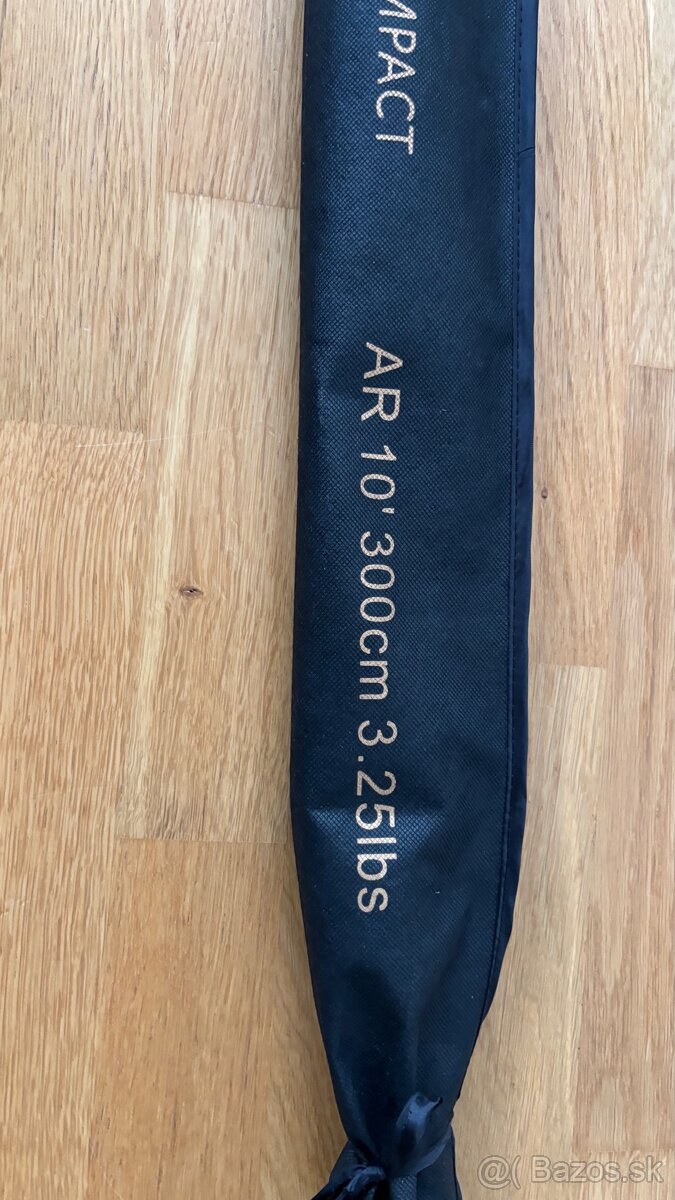 MPACT
AR 10' 300cm 3.25lbs
@( Bazos.sk